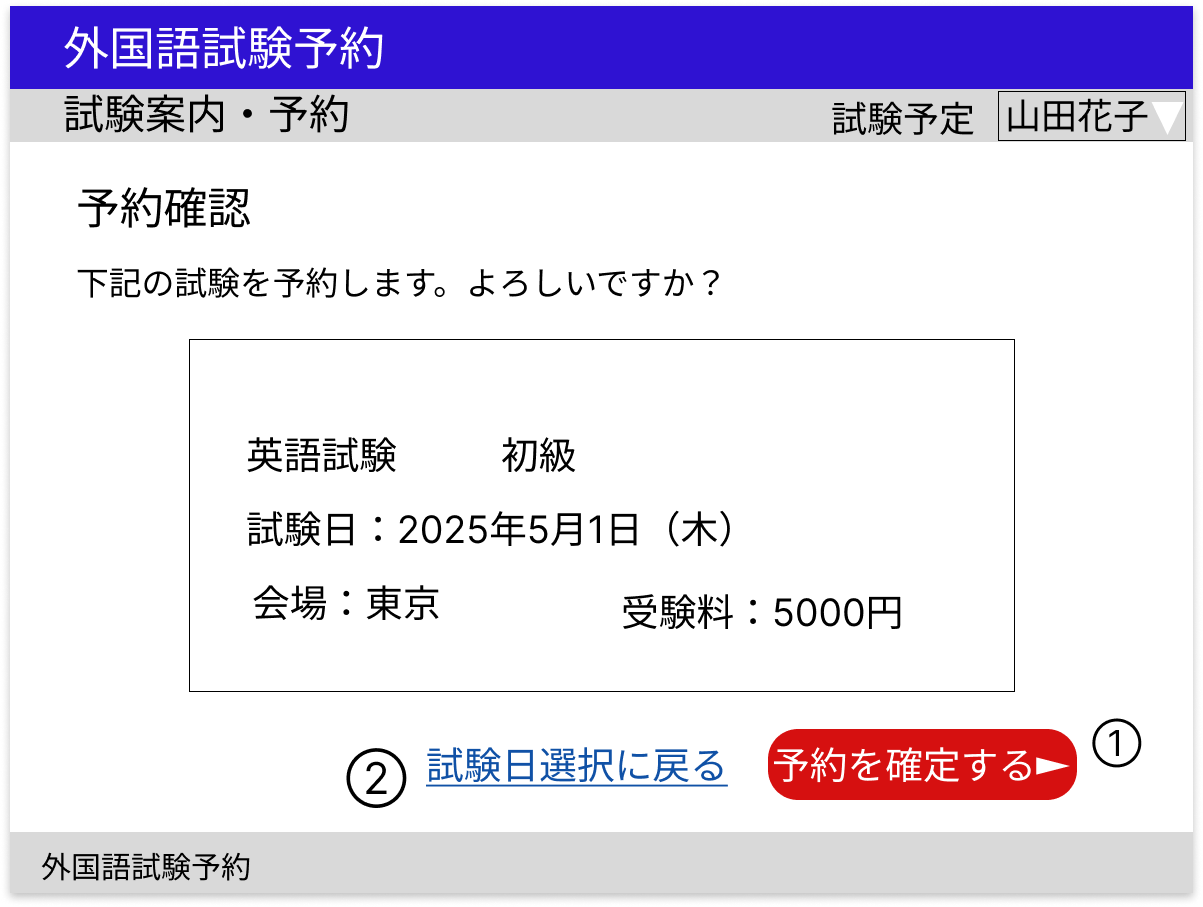 外国語試験予約
試験案内・予約 試験予定 山田花子▼
予約確認
下記の試験を予約します。よろしいですか？
英語試験 初級
試験日：2025年5月1日（木）
会場：東京 受験料：5000円
② 試験日選択に戻る 予約を確定する► ①
外国語試験予約